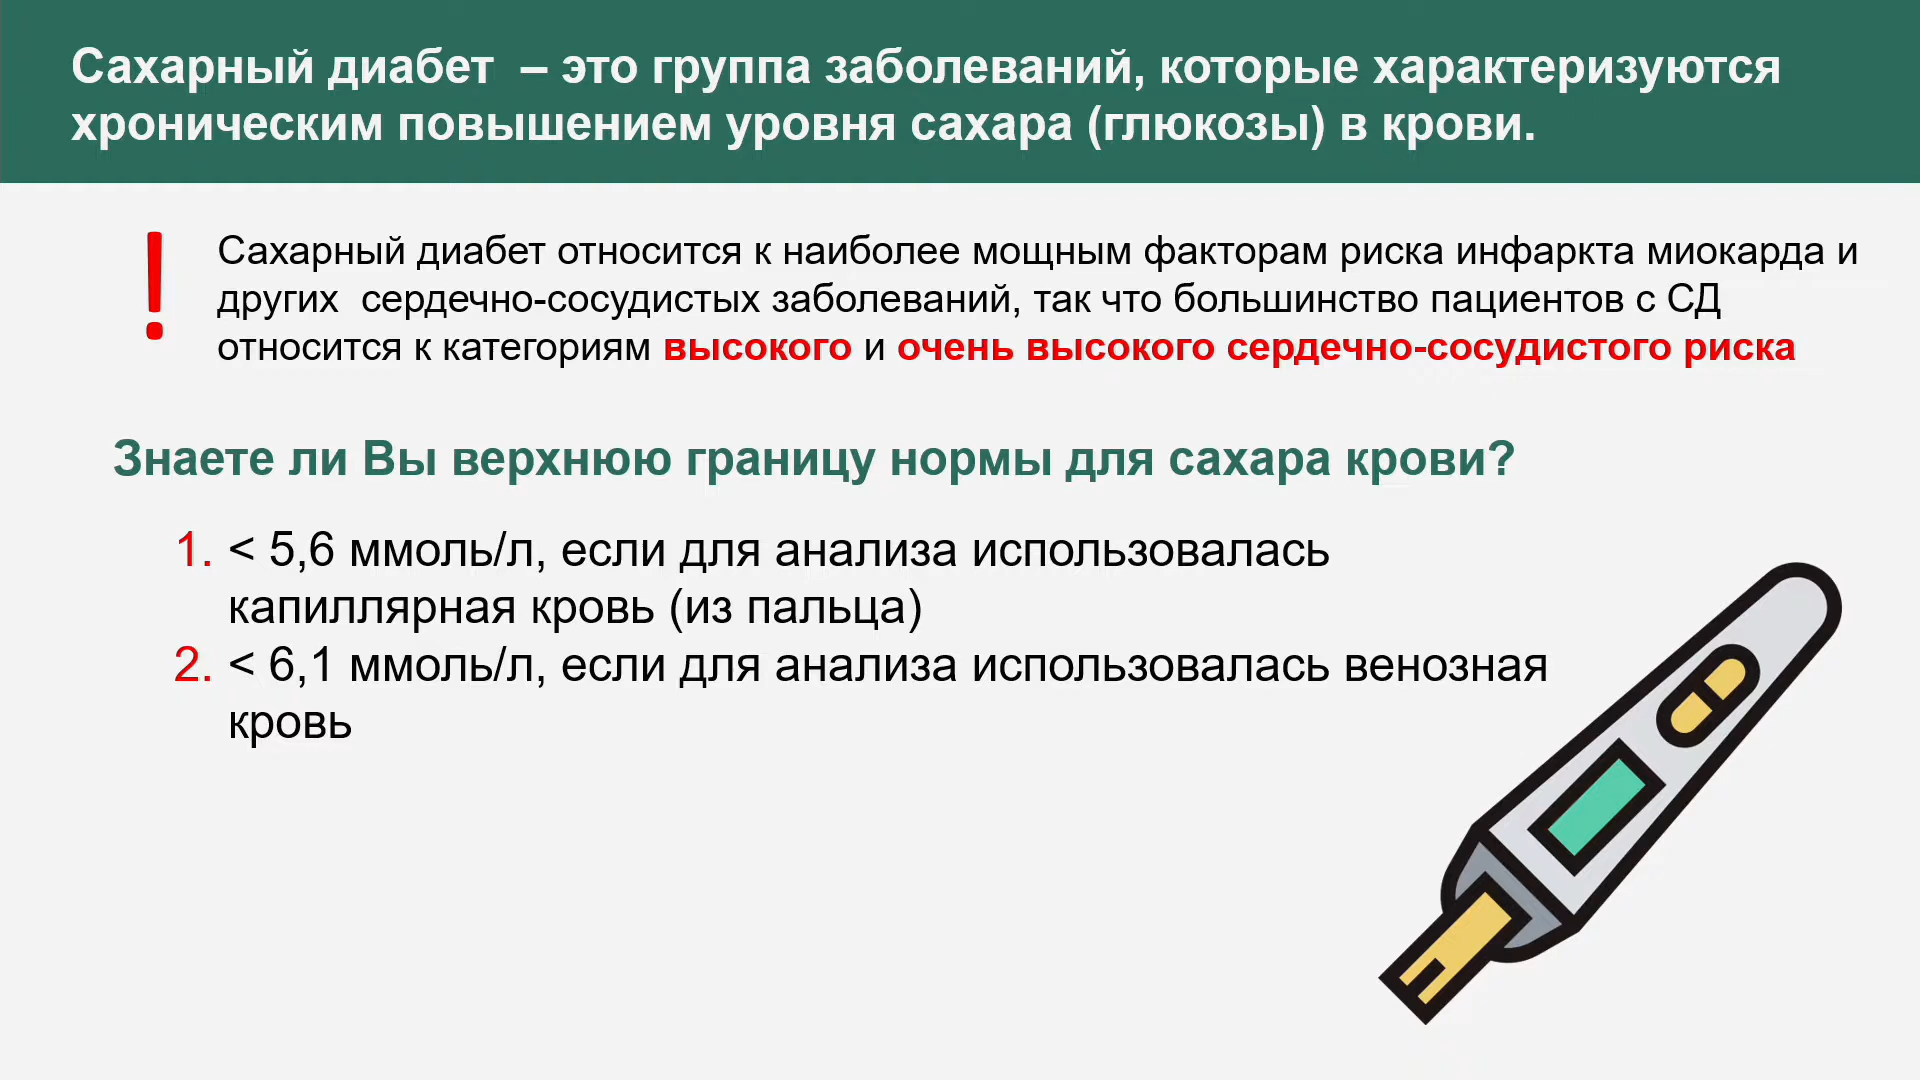 Сахарный диабет  – это группа заболеваний, которые характеризуются
хроническим повышением уровня сахара (глюкозы) в крови.
! Сахарный диабет относится к наиболее мощным факторам риска инфаркта миокарда и
других  сердечно-сосудистых заболеваний, так что большинство пациентов с СД
относится к категориям высокого и очень высокого сердечно-сосудистого риска
Знаете ли Вы верхнюю границу нормы для сахара крови?
1. < 5,6 ммоль/л, если для анализа использовалась
капиллярная кровь (из пальца)
2. < 6,1 ммоль/л, если для анализа использовалась венозная
кровь